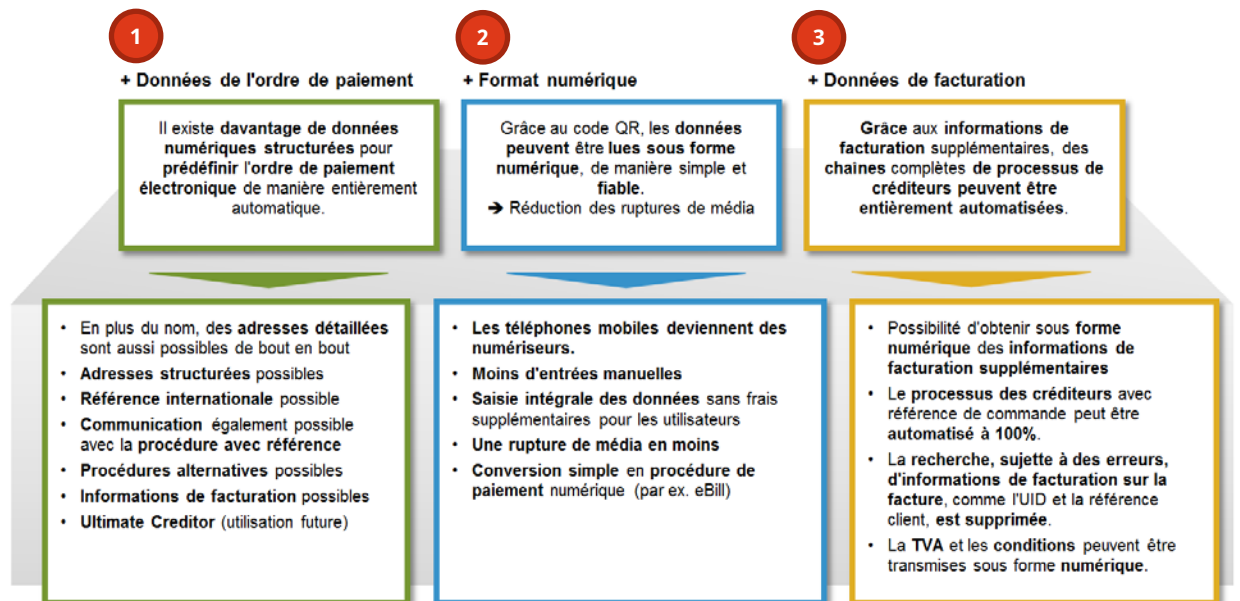 1
+ Données de l'ordre de paiement
Il existe davantage de données
numériques structurées pour
prédéfinir l'ordre de paiement
électronique de manière entièrement
automatique.
• En plus du nom, des adresses détaillées
sont aussi possibles de bout en bout
• Adresses structurées possibles
• Référence internationale possible
• Communication également possible
avec la procédure avec référence
• Procédures alternatives possibles
• Informations de facturation possibles
• Ultimate Creditor (utilisation future)
2
+ Format numérique
Grâce au code QR, les données
peuvent être lues sous forme
numérique, de manière simple et
fiable.
➔ Réduction des ruptures de média
• Les téléphones mobiles deviennent des
numériseurs.
• Moins d'entrées manuelles
• Saisie intégrale des données sans frais
supplémentaires pour les utilisateurs
• Une rupture de média en moins
• Conversion simple en procédure de
paiement numérique (par ex. eBill)
3
+ Données de facturation
Grâce aux informations de
facturation supplémentaires, des
chaînes complètes de processus de
créditeurs peuvent être
entièrement automatisées.
• Possibilité d'obtenir sous forme
numérique des informations de
facturation supplémentaires
• Le processus des créditeurs avec
référence de commande peut être
automatisé à 100%.
• La recherche, sujette à des erreurs,
d'informations de facturation sur la
facture, comme l'UID et la référence
client, est supprimée.
• La TVA et les conditions peuvent être
transmises sous forme numérique.